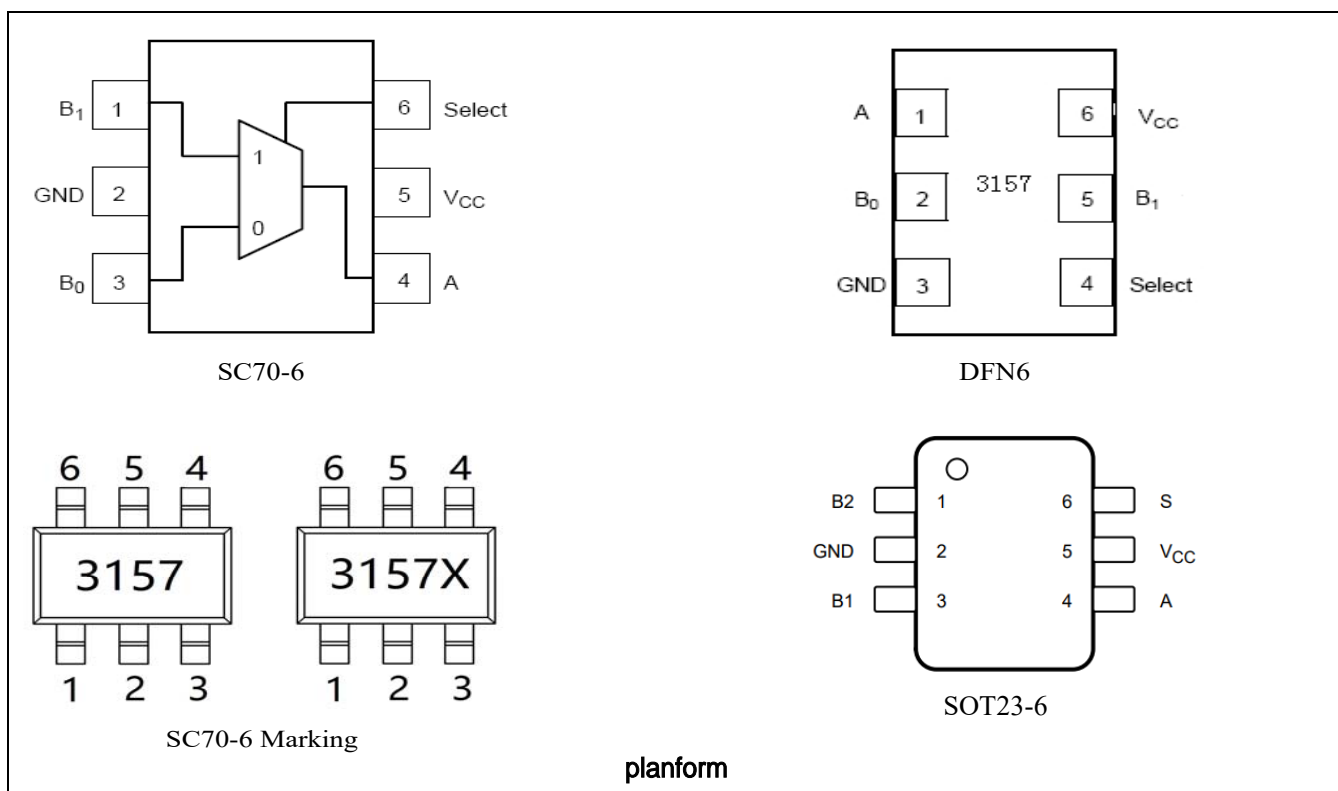 B1 1 6 Select
1
GND 2 5 VCC
0
B0 3 4 A
SC70-6
A 1 6 VCC
3157
B0 2 5 B1
GND 3 4 Select
DFN6
6 5 4
3157
1 2 3
6 5 4
3157X
1 2 3
SC70-6 Marking
B2 1 6 S
GND 2 5 VCC
B1 3 4 A
SOT23-6
planform